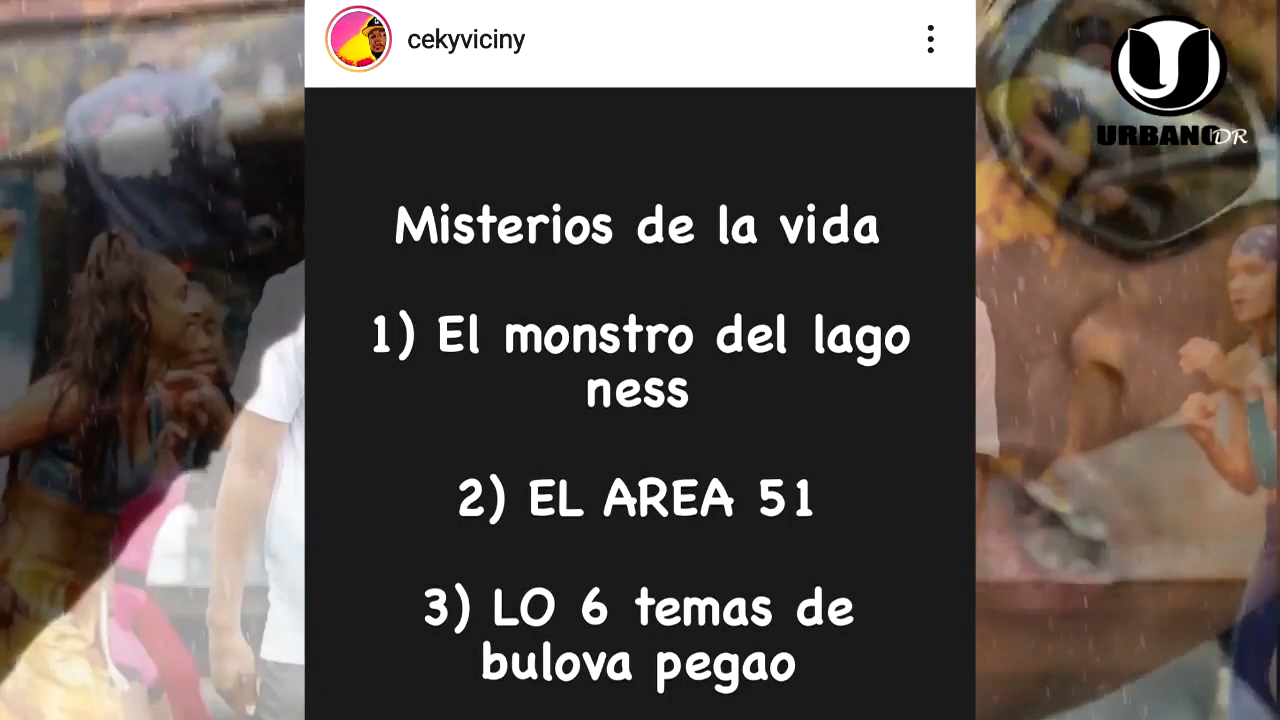 cekyviciny
URBANO DR
Misterios de la vida
1) El monstro del lago
ness
2) EL AREA 51
3) LO 6 temas de
bulova pegao